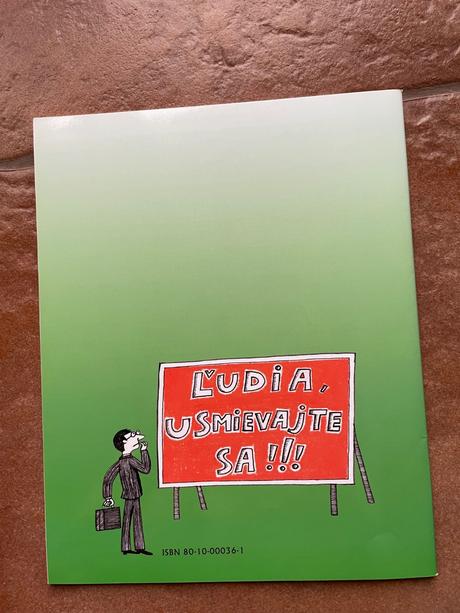 ĽUDiA,
USMiEVAjTE
SA!!!
ISBN 80-10-00036-1